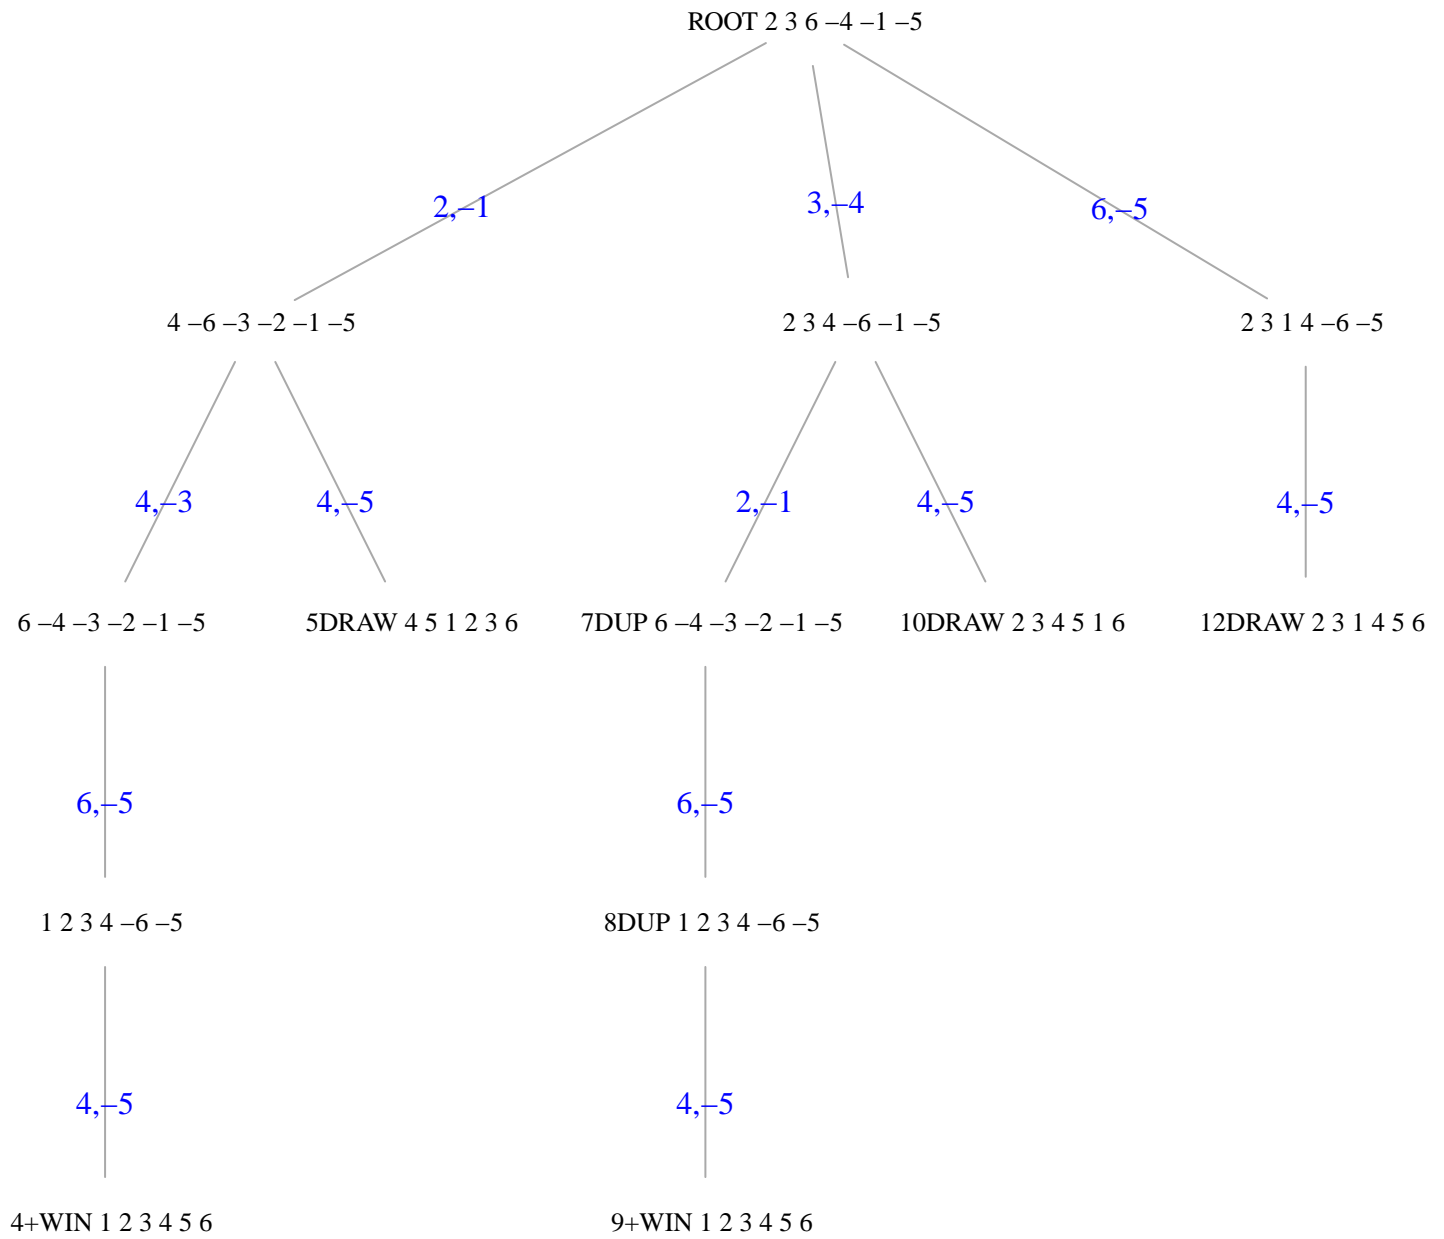 ROOT 2 3 6 –4 –1 –5
2,–1
3,–4
6,–5
4 –6 –3 –2 –1 –5
2 3 4 –6 –1 –5
2 3 1 4 –6 –5
4,–3
4,–5
2,–1
4,–5
4,–5
6 –4 –3 –2 –1 –5
5DRAW 4 5 1 2 3 6
7DUP 6 –4 –3 –2 –1 –5
10DRAW 2 3 4 5 1 6
12DRAW 2 3 1 4 5 6
6,–5
6,–5
1 2 3 4 –6 –5
8DUP 1 2 3 4 –6 –5
4,–5
4,–5
4+WIN 1 2 3 4 5 6
9+WIN 1 2 3 4 5 6